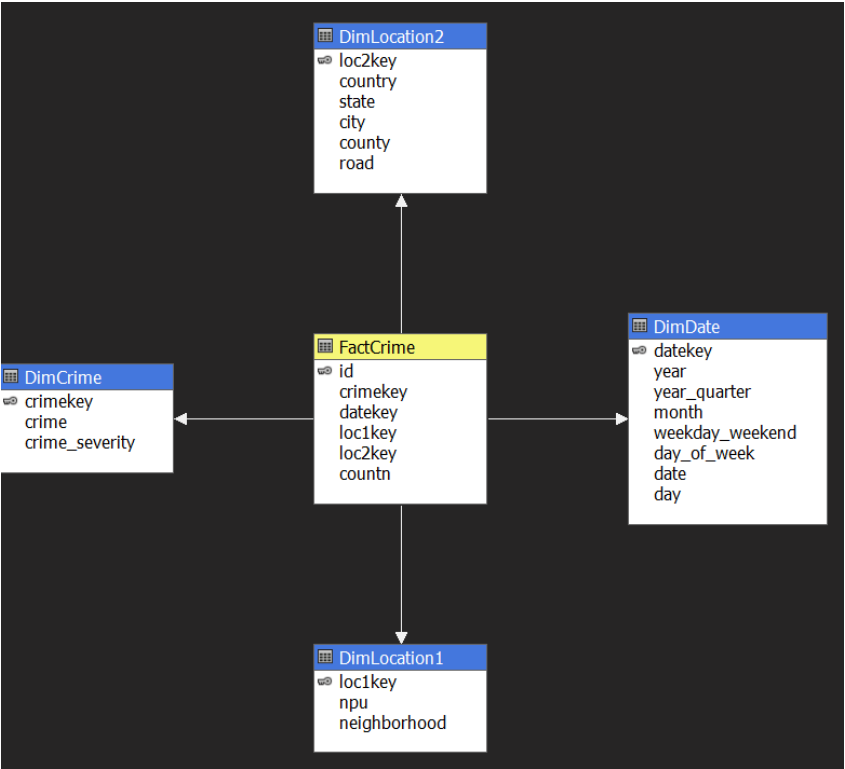 DimLocation2
loc2key
country
state
city
county
road
FactCrime
id
crimekey
datekey
loc1key
loc2key
countn
DimCrime
crimekey
crime
crime_severity
DimDate
datekey
year
year_quarter
month
weekday_weekend
day_of_week
date
day
DimLocation1
loc1key
npu
neighborhood